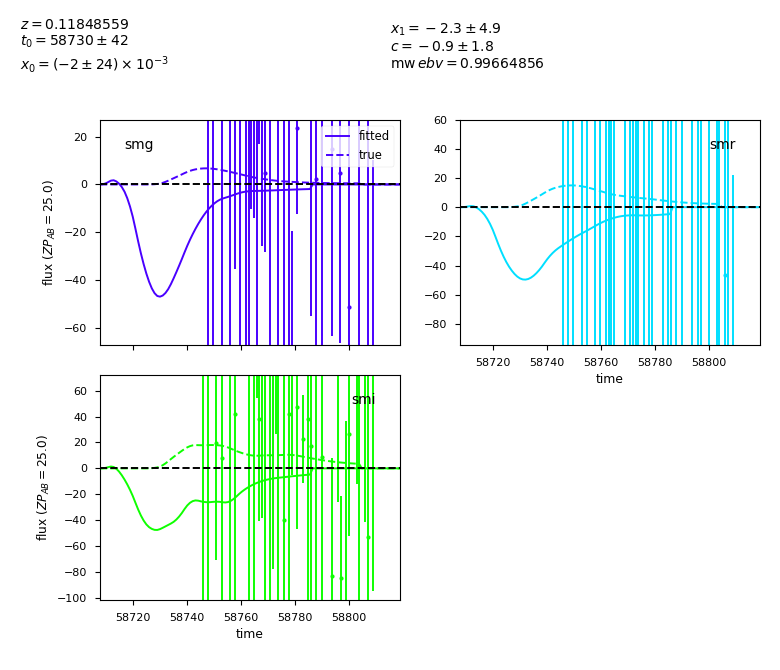 z = 0.11848559
t₀ = 58730 ± 42
x₀ = (−2 ± 24) × 10⁻³
x₁ = −2.3 ± 4.9
c = −0.9 ± 1.8
mw ebv = 0.99664856
smg
fitted
true
20
0
−20
−40
−60
flux (ZP_AB = 25.0)
smr
60
40
20
0
−20
−40
−60
−80
58720 58740 58760 58780 58800
time
smi
60
40
20
0
−20
−40
−60
−80
−100
flux (ZP_AB = 25.0)
58720 58740 58760 58780 58800
time